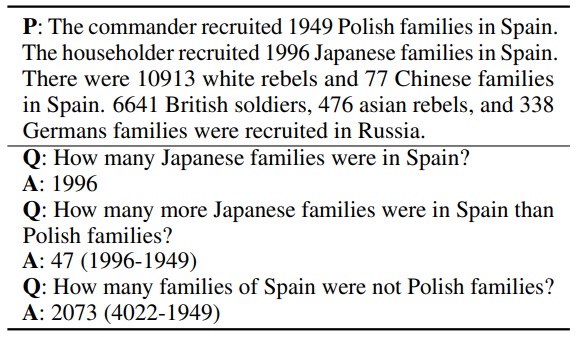 P: The commander recruited 1949 Polish families in Spain.
The householder recruited 1996 Japanese families in Spain.
There were 10913 white rebels and 77 Chinese families
in Spain. 6641 British soldiers, 476 asian rebels, and 338
Germans families were recruited in Russia.
Q: How many Japanese families were in Spain?
A: 1996
Q: How many more Japanese families were in Spain than
Polish families?
A: 47 (1996-1949)
Q: How many families of Spain were not Polish families?
A: 2073 (4022-1949)